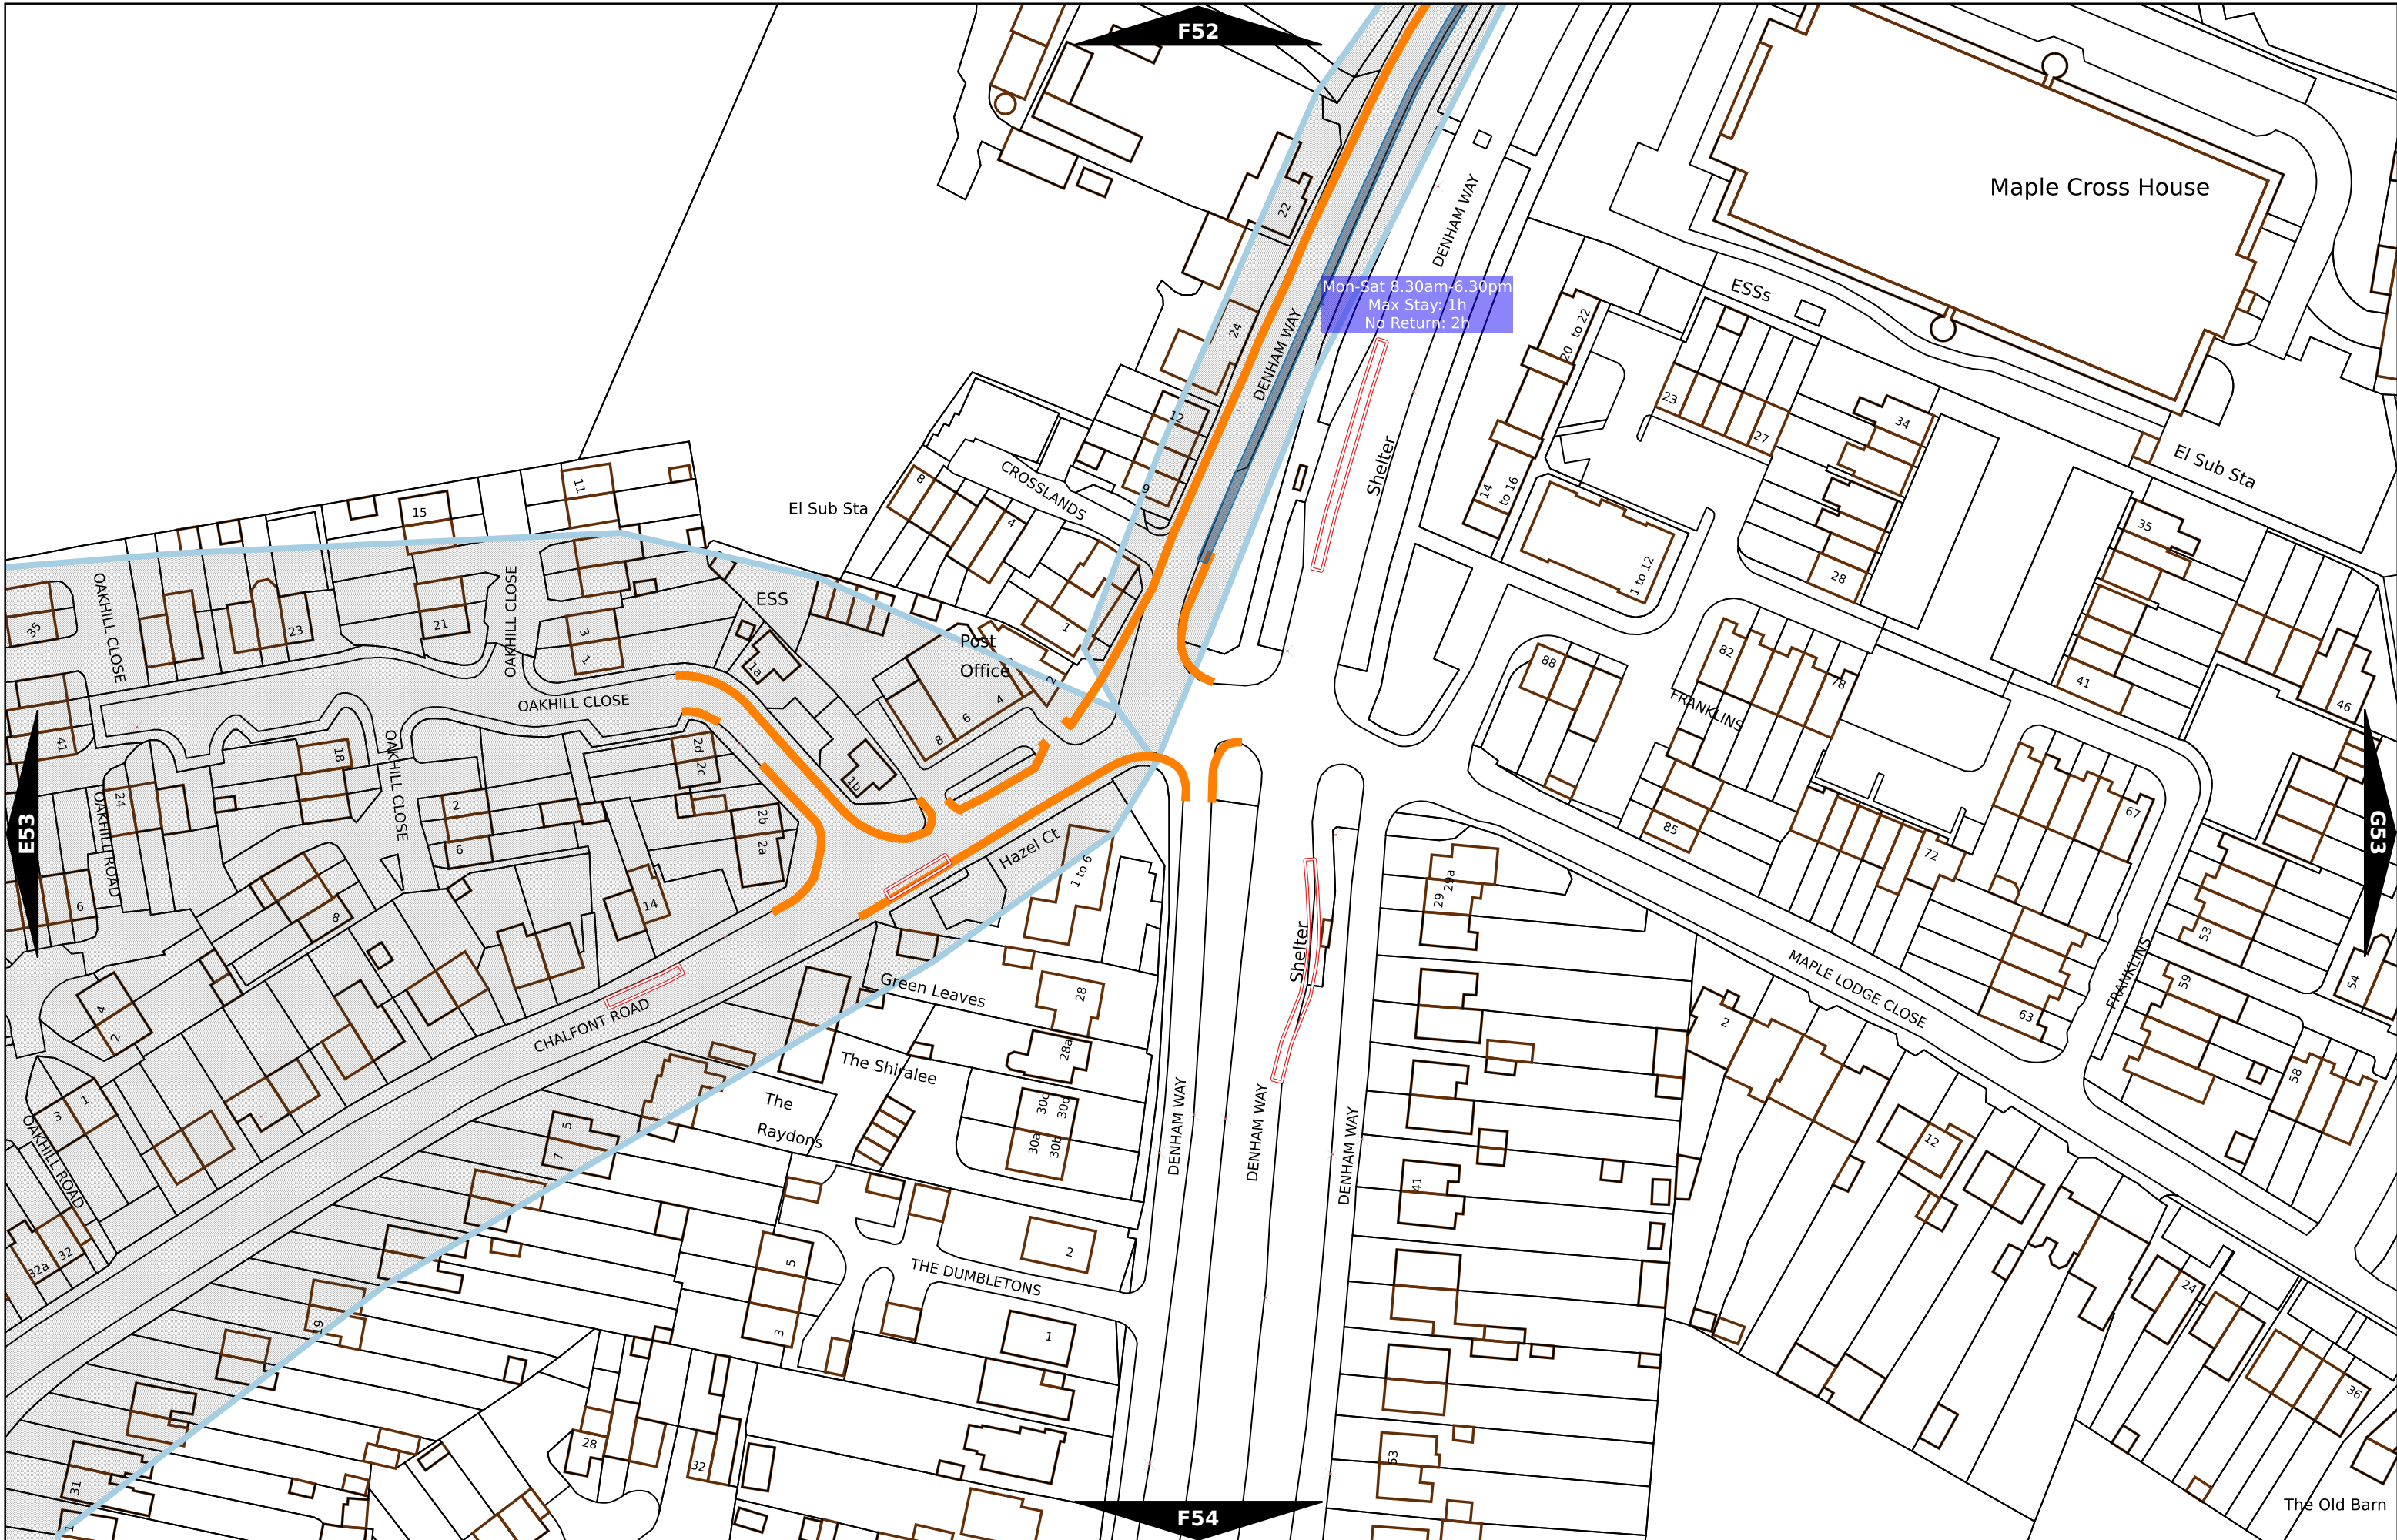 F52
Maple Cross House
22
DENHAM WAY
Mon-Sat 8.30am-6.30pm
Max Stay: 1h
No Return: 2h
ESSs
24
DENHAM WAY
20 to 22
23
27
34
12
9
Shelter
El Sub Sta
11
15
El Sub Sta
8
CROSSLANDS
4
14 to 16
35
1 to 12
28
OAKHILL CLOSE
35
23
21
OAKHILL CLOSE
3
1
ESS
1a
Post
Office
1
2
4
6
8
88
82
78
FRANKLINS
41
46
OAKHILL CLOSE
41
18
OAKHILL CLOSE
2d
2c
1b
24
OAKHILL ROAD
2
6
2b
2a
E53
G53
Hazel Ct
1 to 6
85
72
67
29
29a
6
8
14
Shelter
53
FRANKLINS
54
MAPLE LODGE CLOSE
59
63
58
4
2
CHALFONT ROAD
Green Leaves
28
2
28a
The Shiralee
3
1
OAKHILL ROAD
The
Raydons
5
7
30c
30d
30a
30b
DENHAM WAY
DENHAM WAY
DENHAM WAY
12
41
32
32a
5
3
2
THE DUMBLETONS
1
24
19
36
28
32
53
31
1
The Old Barn
F54